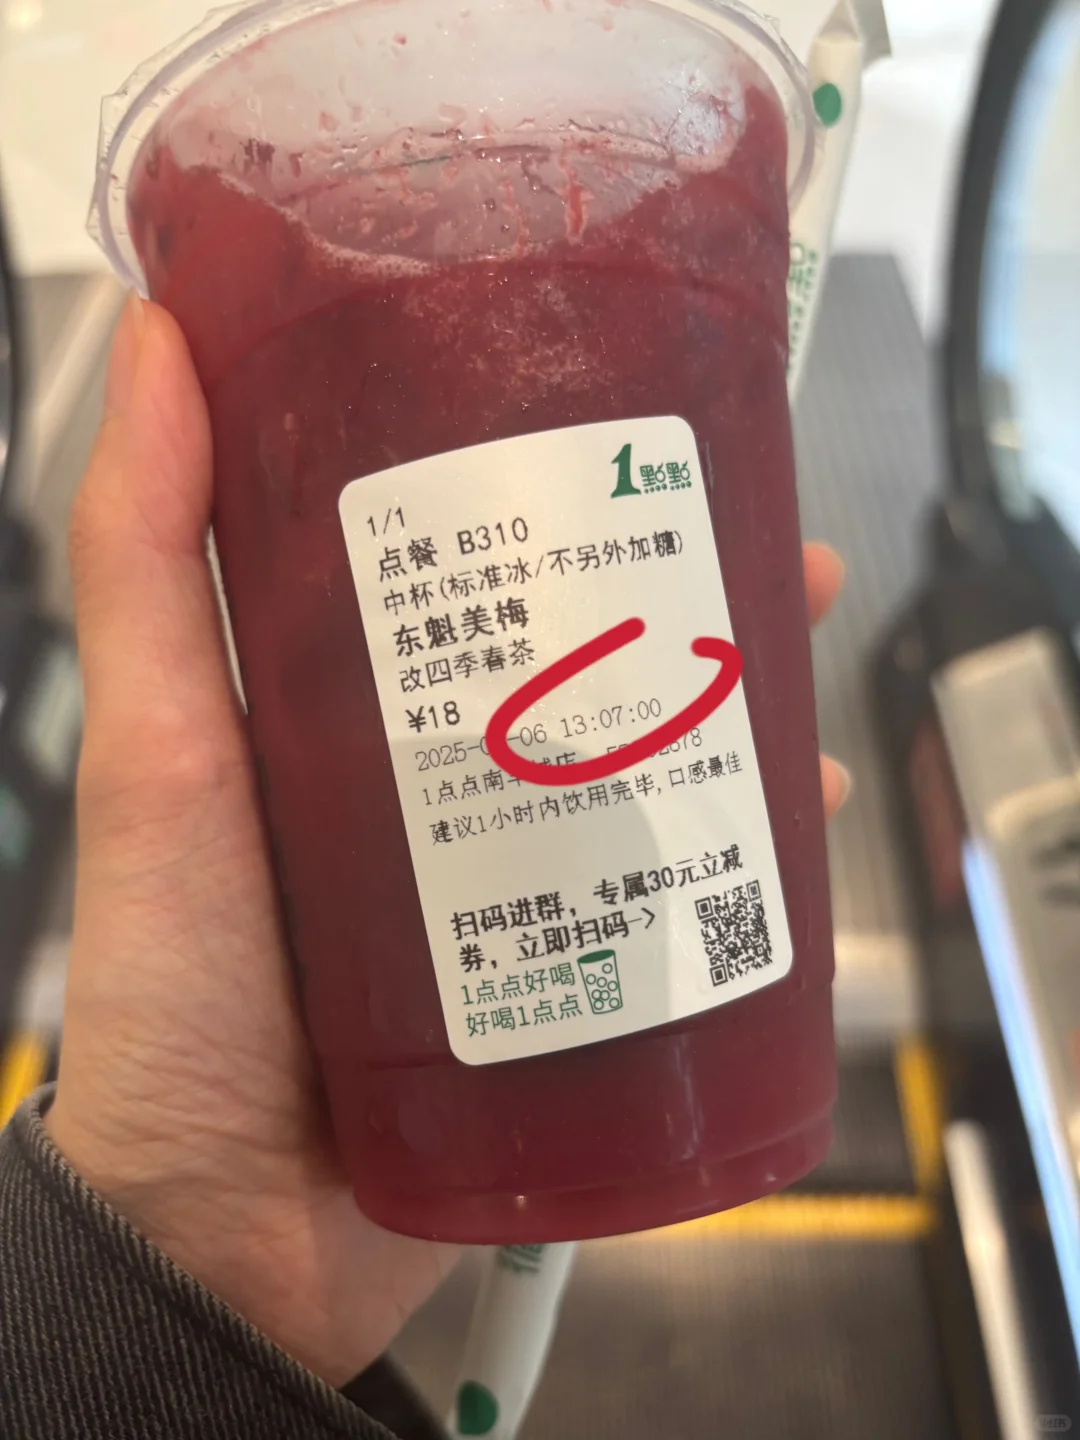 1點點
1/1
点餐 B310
中杯(标准冰/不另外加糖)
东魁美梅
改四季春茶
¥18
2025- -06 13:07:00
1点点南 店
建议1小时内饮用完毕,口感最佳
扫码进群，专属30元立减
券，立即扫码->
1点点好喝
好喝1点点